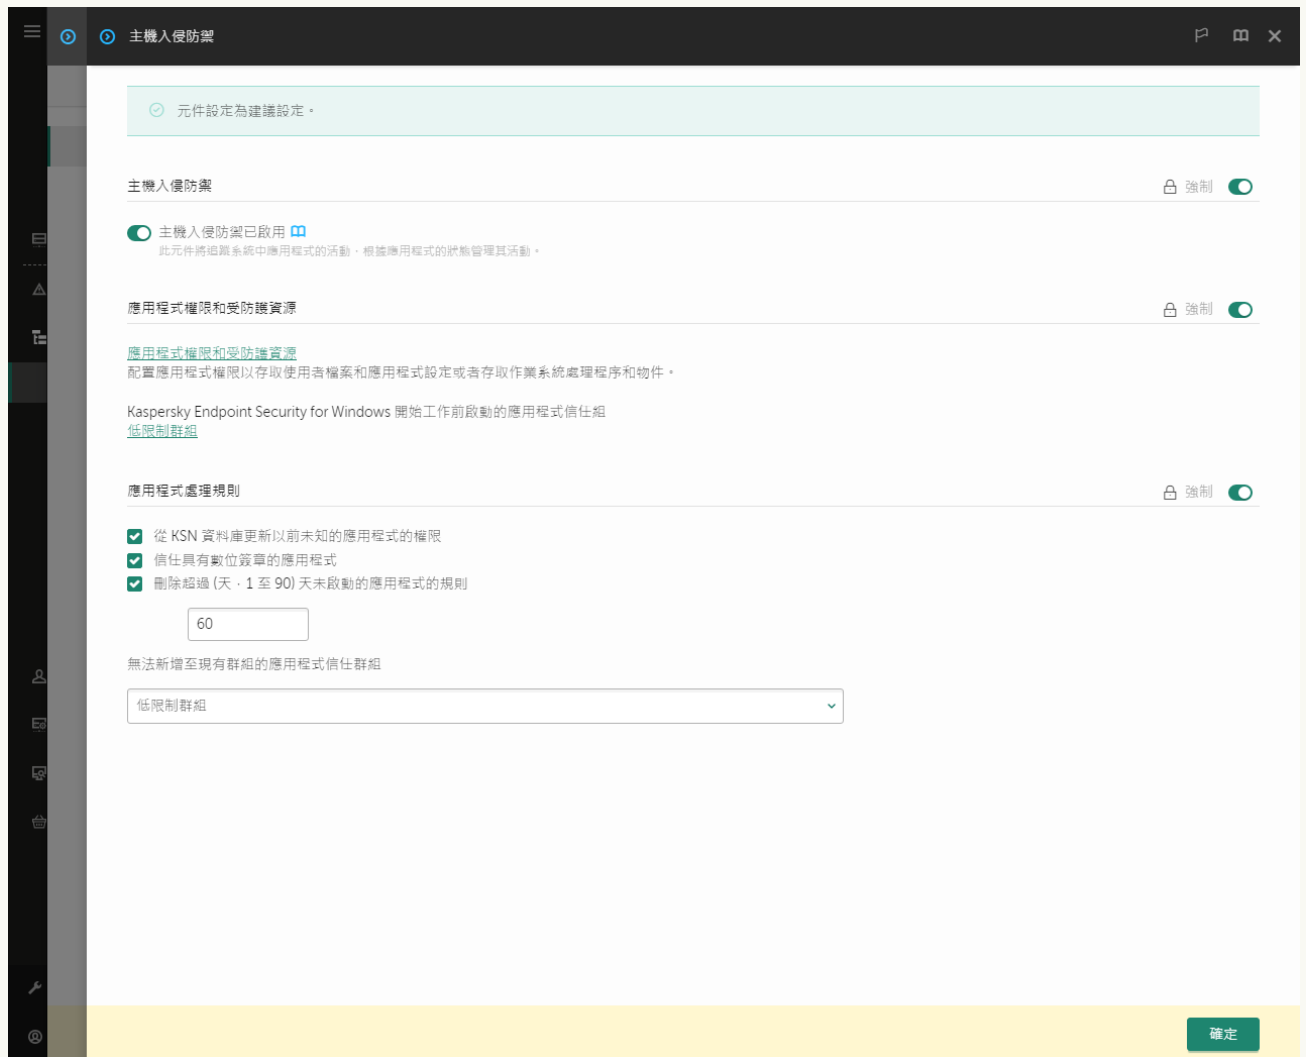 主機入侵防禦
元件設定為建議設定。
主機入侵防禦
強制
主機入侵防禦已啟用
此元件將追蹤系統中應用程式的活動，根據應用程式的狀態管理其活動。
應用程式權限和受防護資源
強制
應用程式權限和受防護資源
配置應用程式權限以存取使用者檔案和應用程式設定或者存取作業系統處理程序和物件。
Kaspersky Endpoint Security for Windows 開始工作前啟動的應用程式信任組
低限制群組
應用程式處理規則
強制
從 KSN 資料庫更新以前未知的應用程式的權限
信任具有數位簽章的應用程式
刪除超過 (天，1 至 90) 天未啟動的應用程式的規則
60
無法新增至現有群組的應用程式信任群組
低限制群組
確定